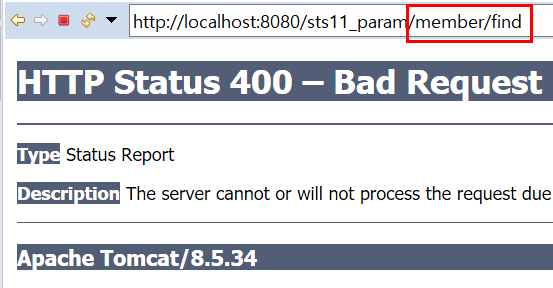 http://localhost:8080/sts11_param/member/find
HTTP Status 400 – Bad Request
Type Status Report
Description The server cannot or will not process the request due
Apache Tomcat/8.5.34